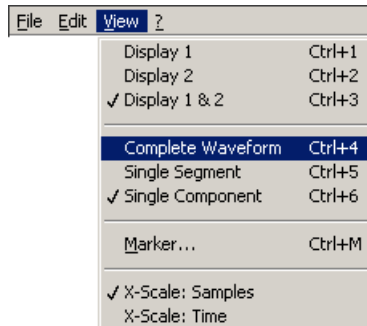 File Edit View ?
Display 1 Ctrl+1
Display 2 Ctrl+2
Display 1 & 2 Ctrl+3
Complete Waveform Ctrl+4
Single Segment Ctrl+5
Single Component Ctrl+6
Marker... Ctrl+M
X-Scale: Samples
X-Scale: Time